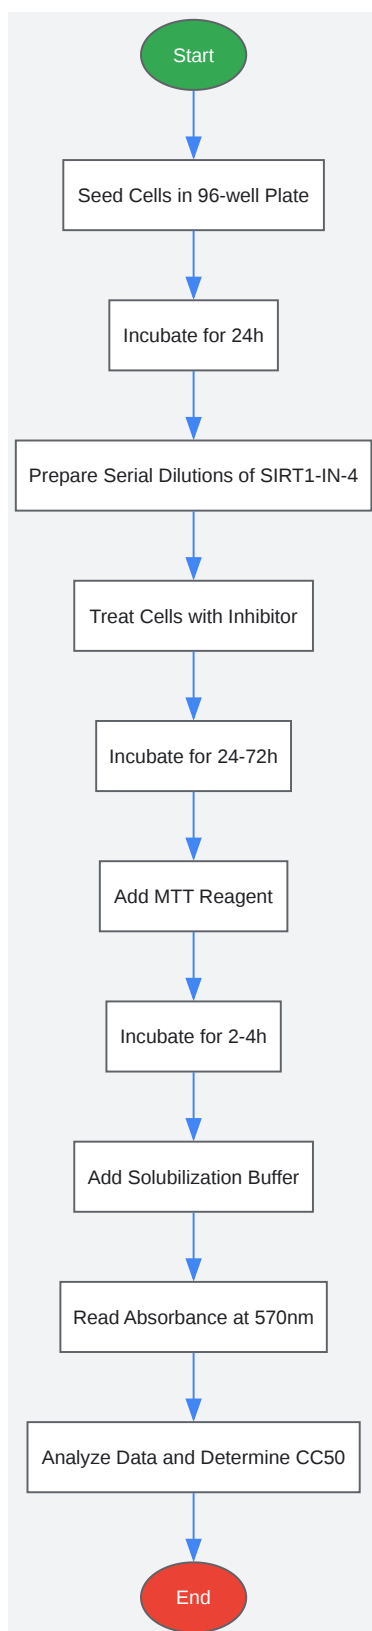 Start
Seed Cells in 96-well Plate
Incubate for 24h
Prepare Serial Dilutions of SIRT1-IN-4
Treat Cells with Inhibitor
Incubate for 24-72h
Add MTT Reagent
Incubate for 2-4h
Add Solubilization Buffer
Read Absorbance at 570nm
Analyze Data and Determine CC50
End